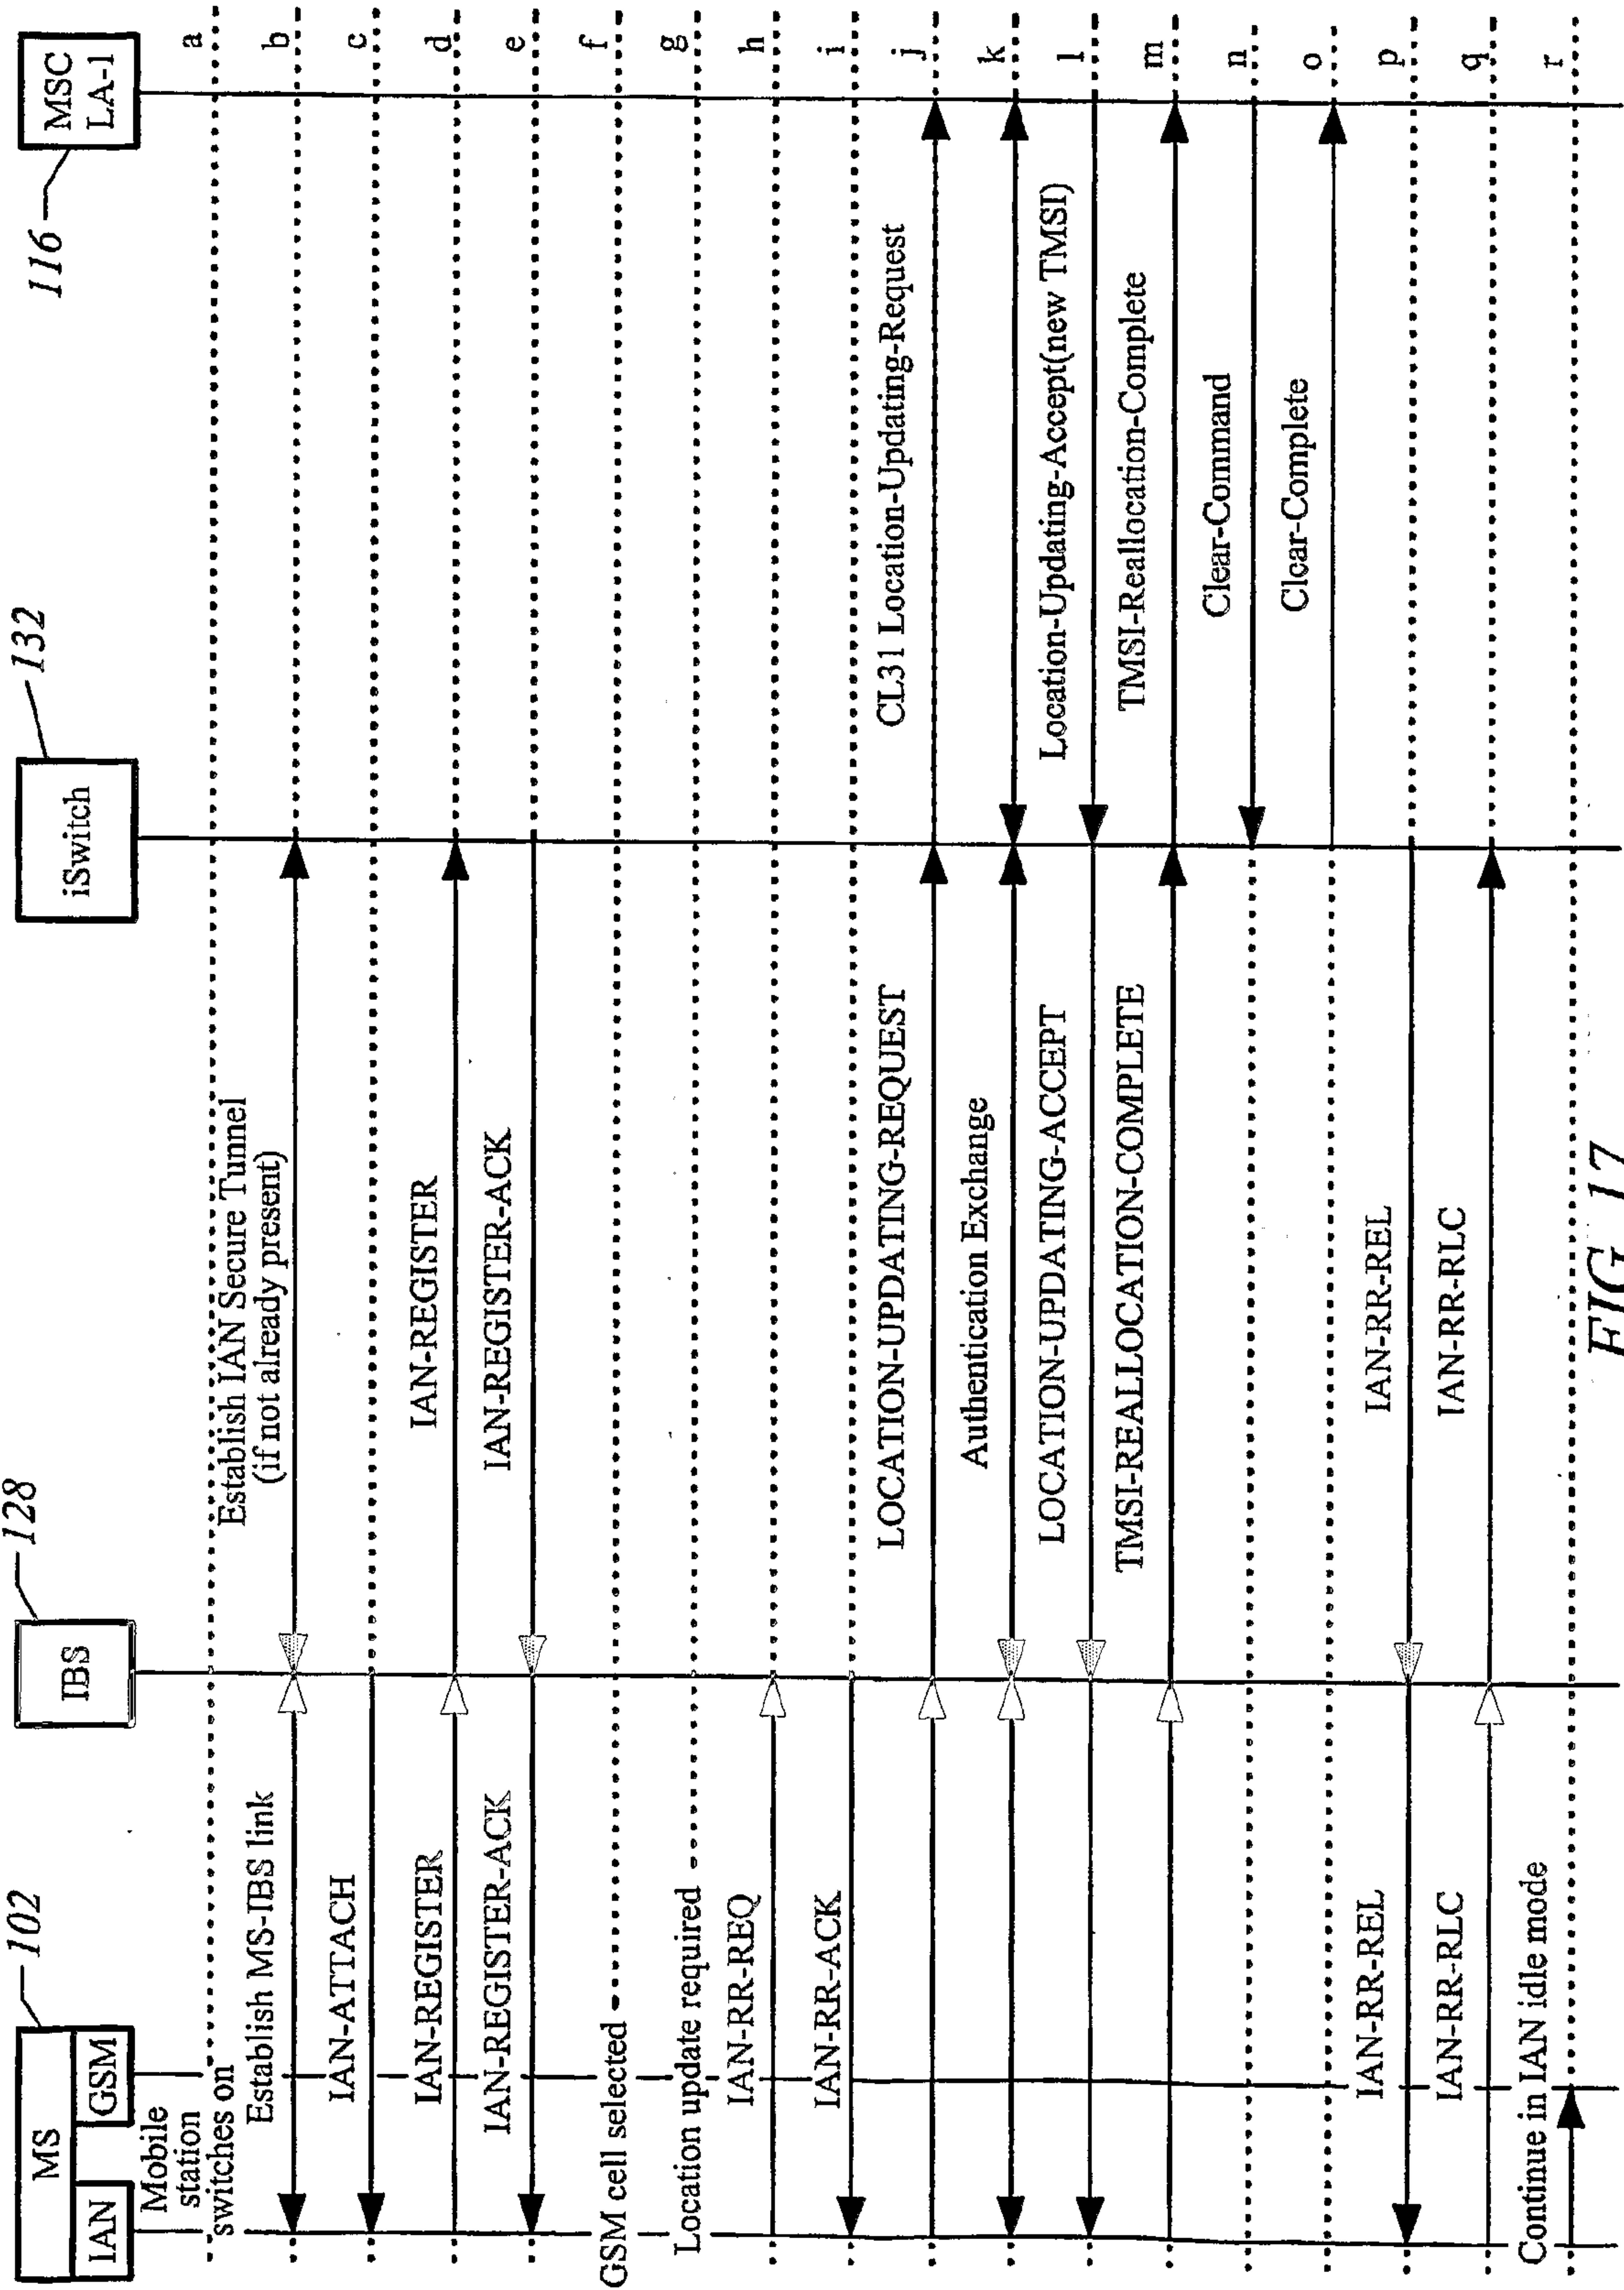 MS
IAN
GSM
102
IBS
128
iSwitch
132
MSC
LA-1
116
Mobile
station
switches on
a
Establish MS-IBS link
Establish IAN Secure Tunnel
(if not already present)
b
IAN-ATTACH
c
IAN-REGISTER
IAN-REGISTER
d
IAN-REGISTER-ACK
IAN-REGISTER-ACK
e
GSM cell selected
f
Location update required
g
IAN-RR-REQ
h
IAN-RR-ACK
i
LOCATION-UPDATING-REQUEST
CL31 Location-Updating-Request
j
Authentication Exchange
k
LOCATION-UPDATING-ACCEPT
Location-Updating-Accept(new TMSI)
l
TMSI-REALLOCATION-COMPLETE
TMSI-Reallocation-Complete
m
Clear-Command
n
Clear-Complete
o
IAN-RR-REL
IAN-RR-REL
p
IAN-RR-RLC
IAN-RR-RLC
q
Continue in IAN idle mode
r
FIG. 17